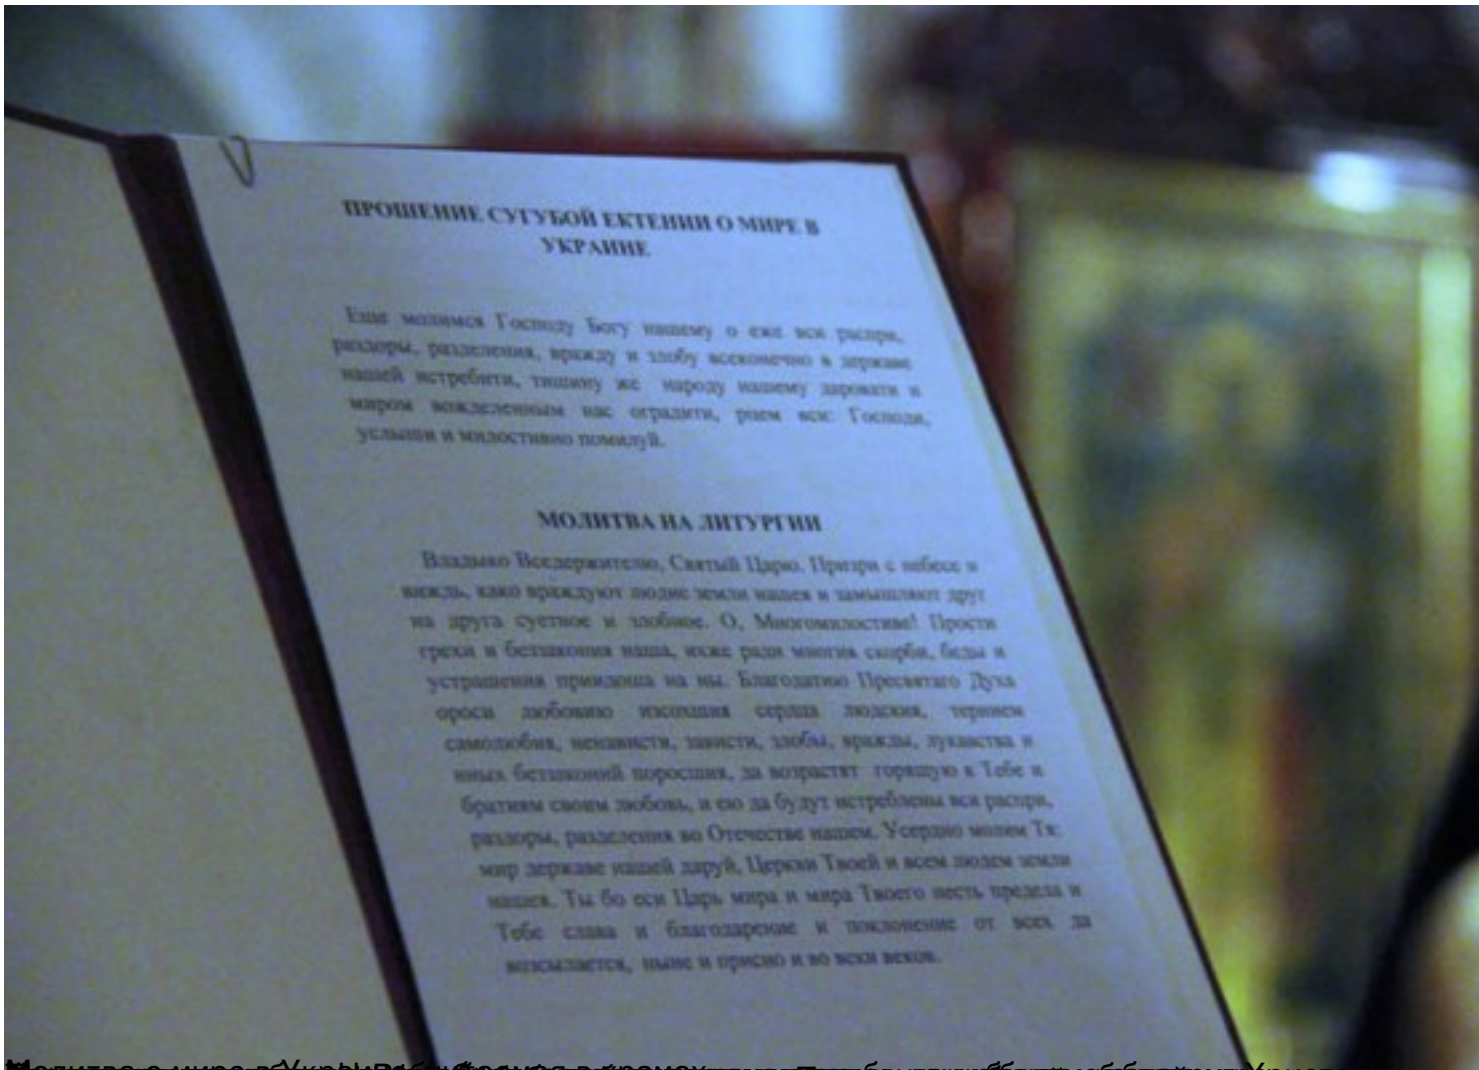 ПРОШЕНИЕ СУГУБОЙ ЕКТЕНИИ О МИРЕ В
УКРАИНЕ
Еще молимся Господу Богу нашему о еже вся распри,
раздоры, разделения, вражду и злобу всеконечно в державе
нашей истребити, тишину же народу нашему даровати и
миром вожделенным нас оградити, рцем вси: Господи,
услыши и милостивно помилуй.
МОЛИТВА НА ЛИТУРГИИ
Владыко Вседержителю, Святый Царю. Призри с небесе и
виждь, како враждуют людие земли нашея и замышляют друг
на друга суетное и злобное. О, Многомилостиве! Прости
грехи и беззакония наша, ихже ради многия скорби, беды и
устрашения приидоша на ны. Благодатию Пресвятаго Духа
ороси любовию изсохшия сердца людския, тернием
самолюбия, ненависти, зависти, злобы, вражды, лукавства и
иных беззаконий поросшия, да возрастят горящую к Тебе и
братиям своим любовь, и ею да будут истреблены вся распри,
раздоры, разделения во Отечестве нашем. Усердно молим Тя:
мир державе нашей даруй, Церкви Твоей и всем людем земли
нашея. Ты бо еси Царь мира и мира Твоего несть предела и
Тебе слава и благодарение и поклонение от всех да
возсылается, ныне и присно и во веки веков.
Молитва о мире в